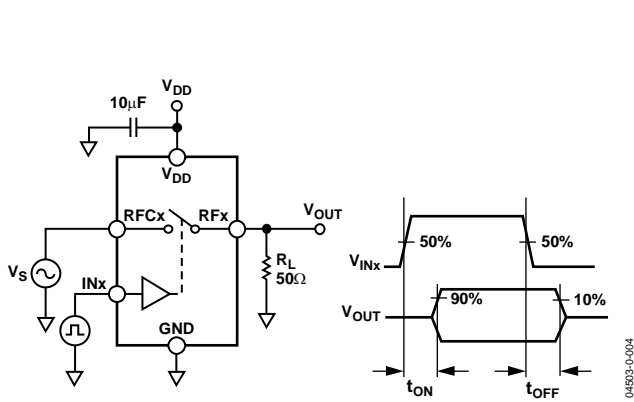 VDD
10μF
VDD
RFCx
RFx
VOUT
VS
RL
50Ω
INx
GND
VINx
50%
50%
VOUT
90%
10%
tON
tOFF
04503-0-004